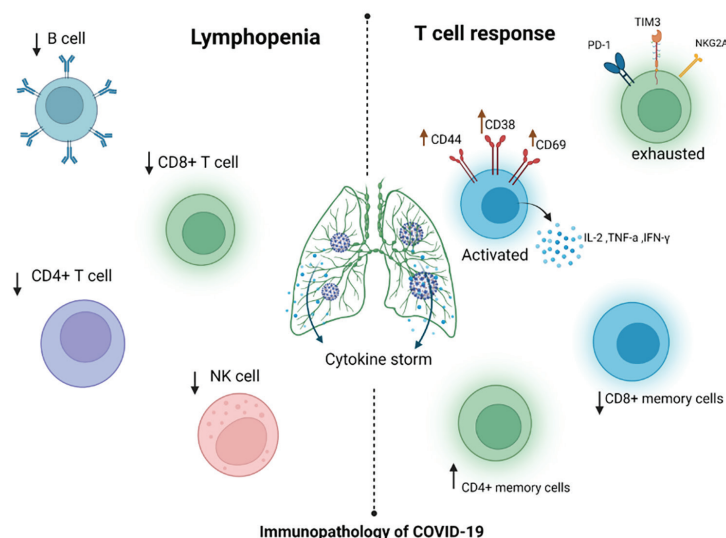 Lymphopenia
↓ B cell
↓ CD8+ T cell
↓ CD4+ T cell
↓ NK cell
T cell response
PD-1
TIM3
NKG2A
exhausted
↑ CD44
↑ CD38
↑ CD69
Activated
IL-2 ,TNF-a ,IFN-γ
Cytokine storm
↓ CD8+ memory cells
↑ CD4+ memory cells
Immunopathology of COVID-19